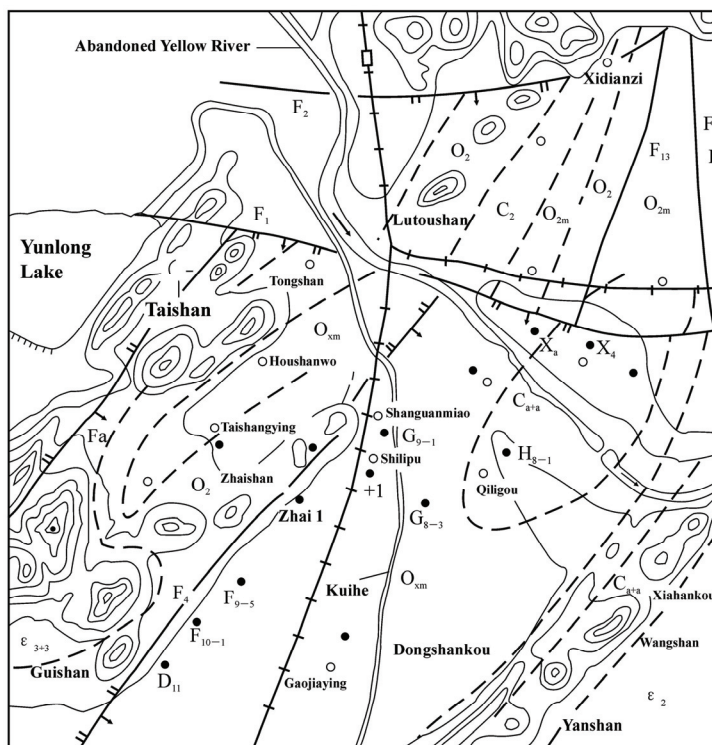 Abandoned Yellow River
Xidianzi
F2
F
F13
O2
O2
Lutoushan
C2
O2m
O2m
F1
Yunlong
Lake
Tongshan
Taishan
Oxm
Xa
X4
Houshanwo
Ca+a
Shanguanmiao
Taishangying
G9-1
Fa
Shilipu
H8-1
Zhaishan
O2
+1
Qiligou
Zhai 1
G8-3
Kuihe
F4
F9-5
Oxm
Ca+a
Xiahankou
F10-1
ε3+3
Wangshan
Guishan
Dongshankou
D11
Gaojiaying
ε2
Yanshan